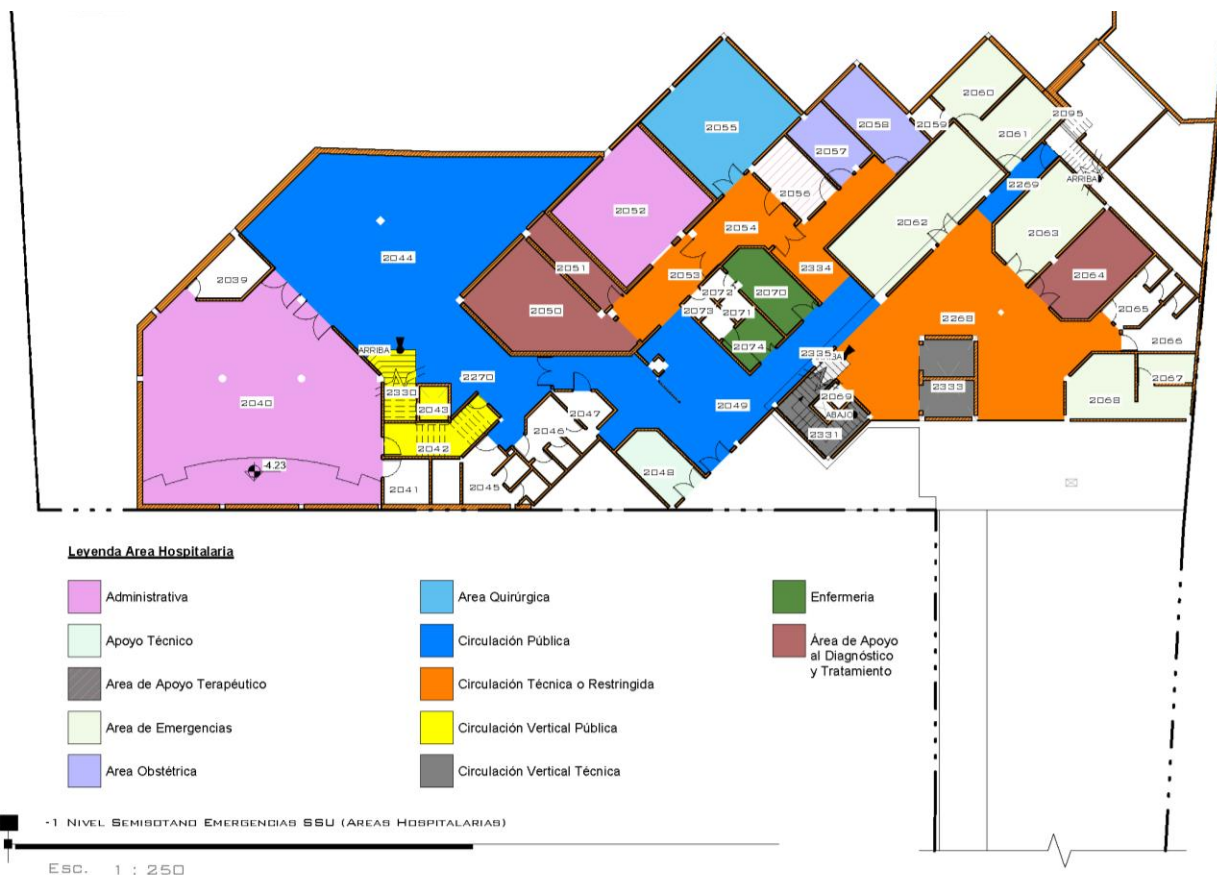 2060
2095
2055
2058
2059
2061
2057
ARRIBA
2269
2056
2052
2062
2054
2063
2044
2051
2053
2334
2064
2039
2072
2070
2065
2050
2073
2071
2268
2066
ARRIBA
2074
2335
2270
2333
2067
2330
2043
2069
2068
2040
2047
2049
ABAJO
2046
2331
2042
-4.23
2048
2041
2045
Leyenda Area Hospitalaria
Administrativa
Area Quirúrgica
Enfermeria
Apoyo Técnico
Circulación Pública
Área de Apoyo
al Diagnóstico
y Tratamiento
Area de Apoyo Terapéutico
Circulación Técnica o Restringida
Area de Emergencias
Circulación Vertical Pública
Area Obstétrica
Circulación Vertical Técnica
-1 NIVEL SEMISOTANO EMERGENCIAS SSU (AREAS HOSPITALARIAS)
ESC. 1 : 250